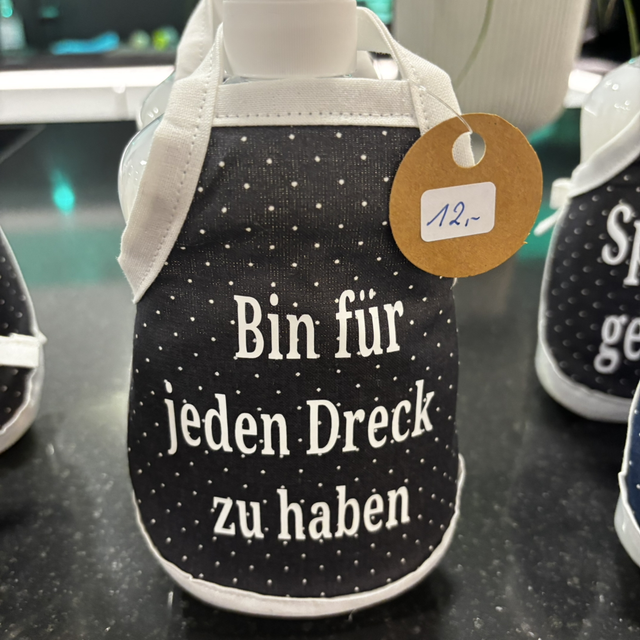 12,-
Bin für
jeden Dreck
zu haben